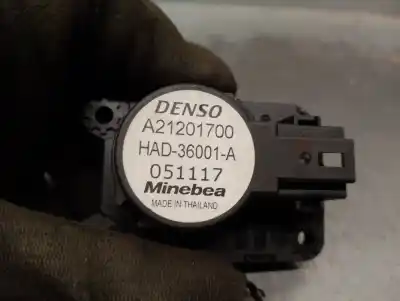 DENSO
A21201700
HAD-36001-A
051117
Minebea
MADE IN THAILAND